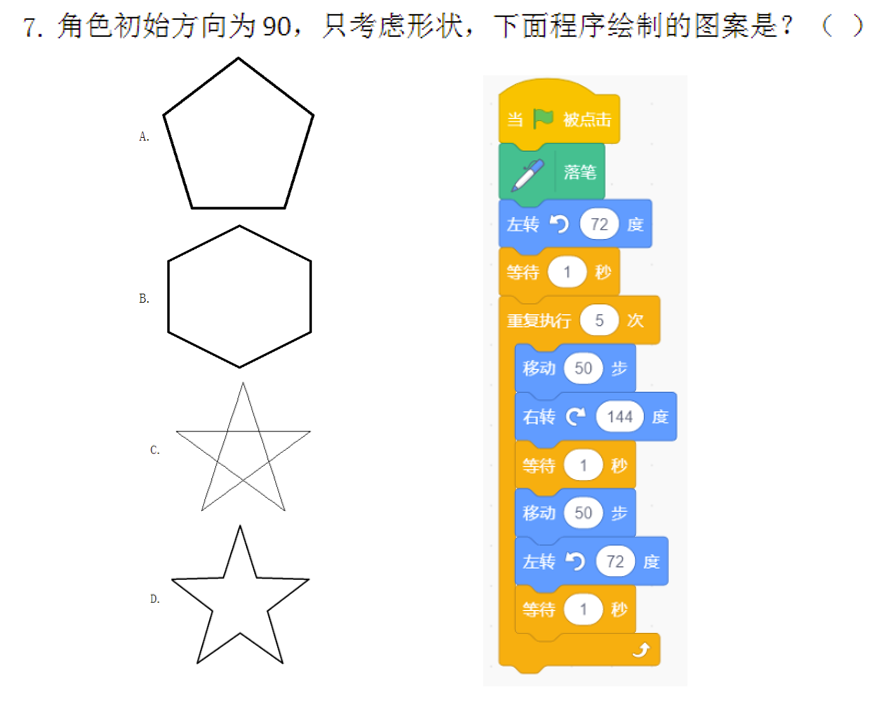 7. 角色初始方向为 90，只考虑形状，下面程序绘制的图案是？（ ）
A.
B.
C.
D.
当 被点击
落笔
左转 72 度
等待 1 秒
重复执行 5 次
移动 50 步
右转 144 度
等待 1 秒
移动 50 步
左转 72 度
等待 1 秒